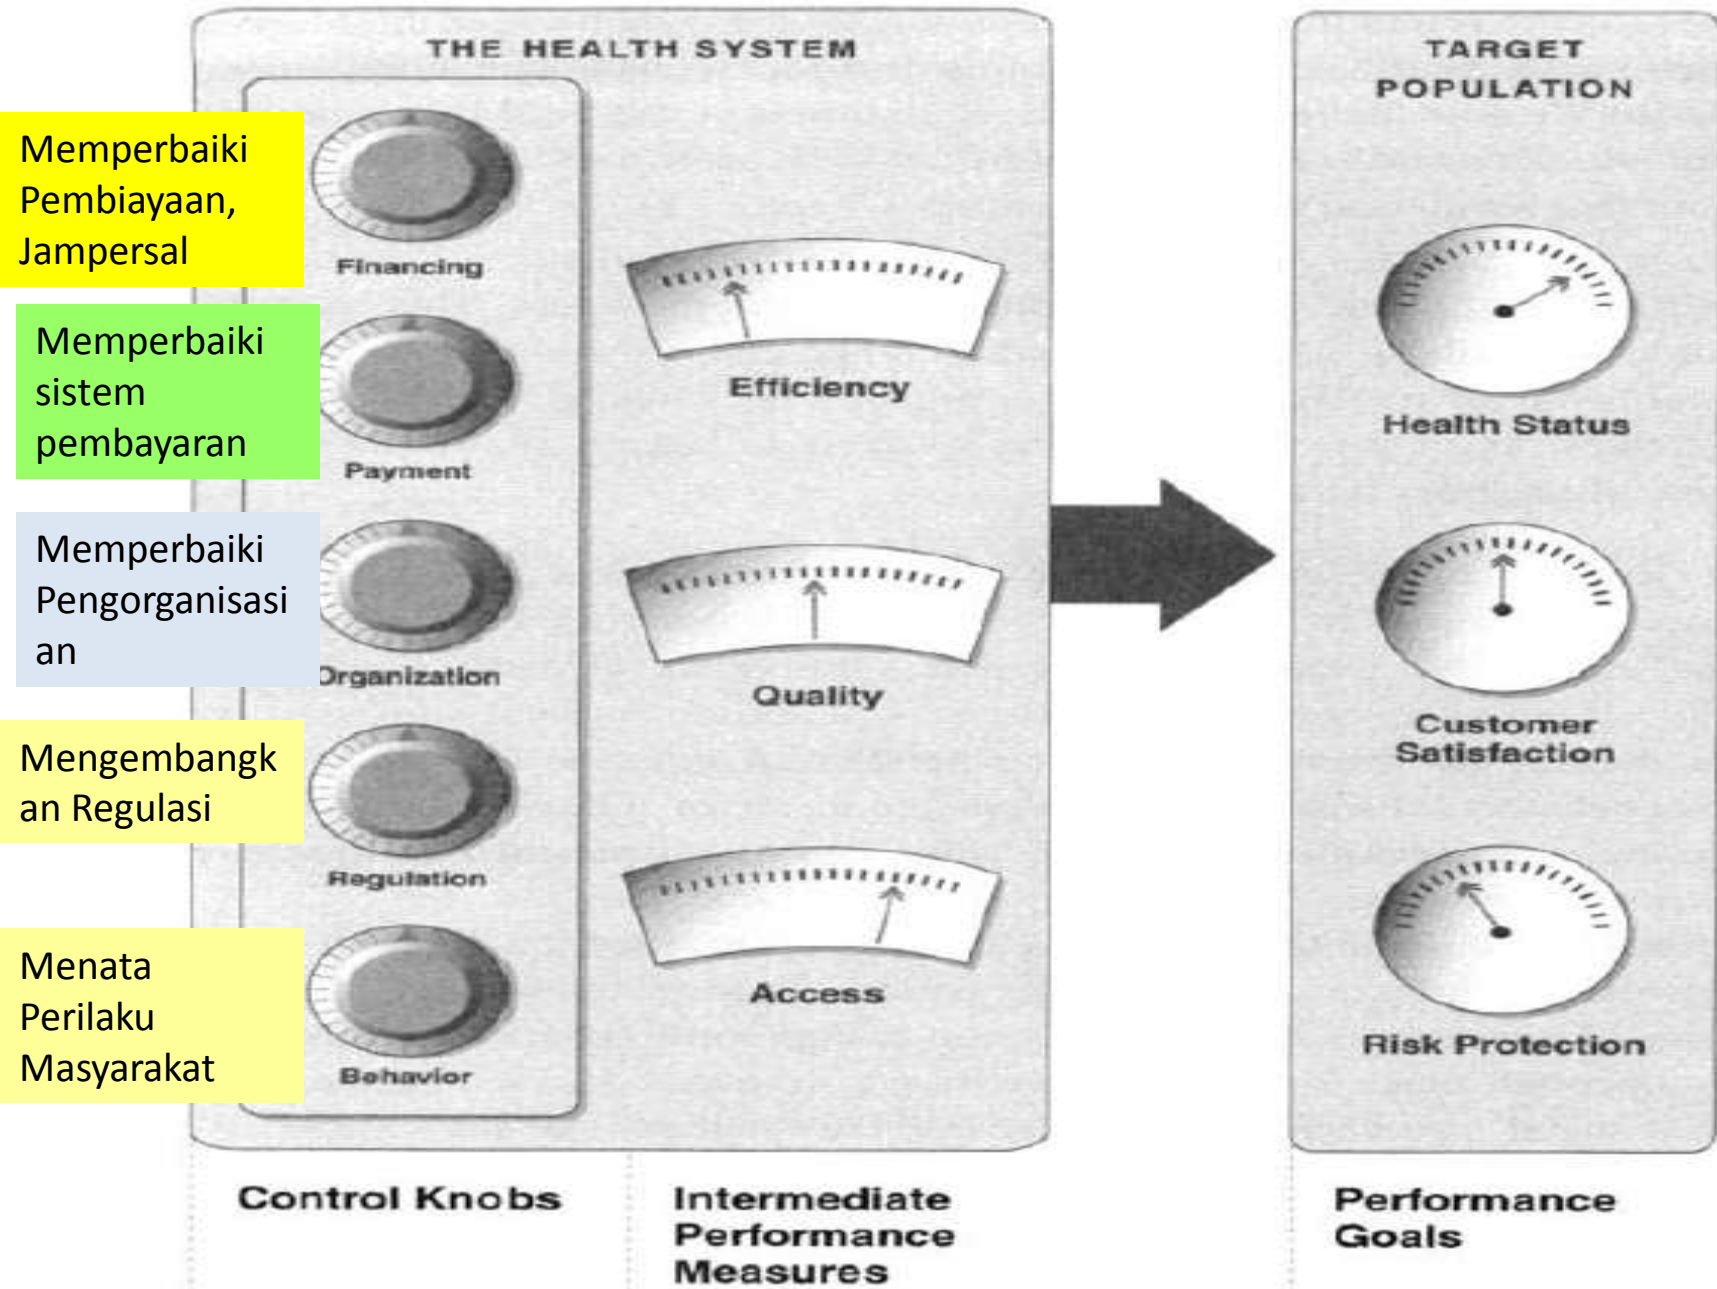 THE HEALTH SYSTEM
Memperbaiki
Pembiayaan,
Jampersal
Financing
Memperbaiki
sistem
pembayaran
Payment
Memperbaiki
Pengorganisasi
an
Organization
Mengembangk
an Regulasi
Regulation
Menata
Perilaku
Masyarakat
Behavior
Efficiency
Quality
Access
TARGET
POPULATION
Health Status
Customer
Satisfaction
Risk Protection
Control Knobs
Intermediate
Performance
Measures
Performance
Goals